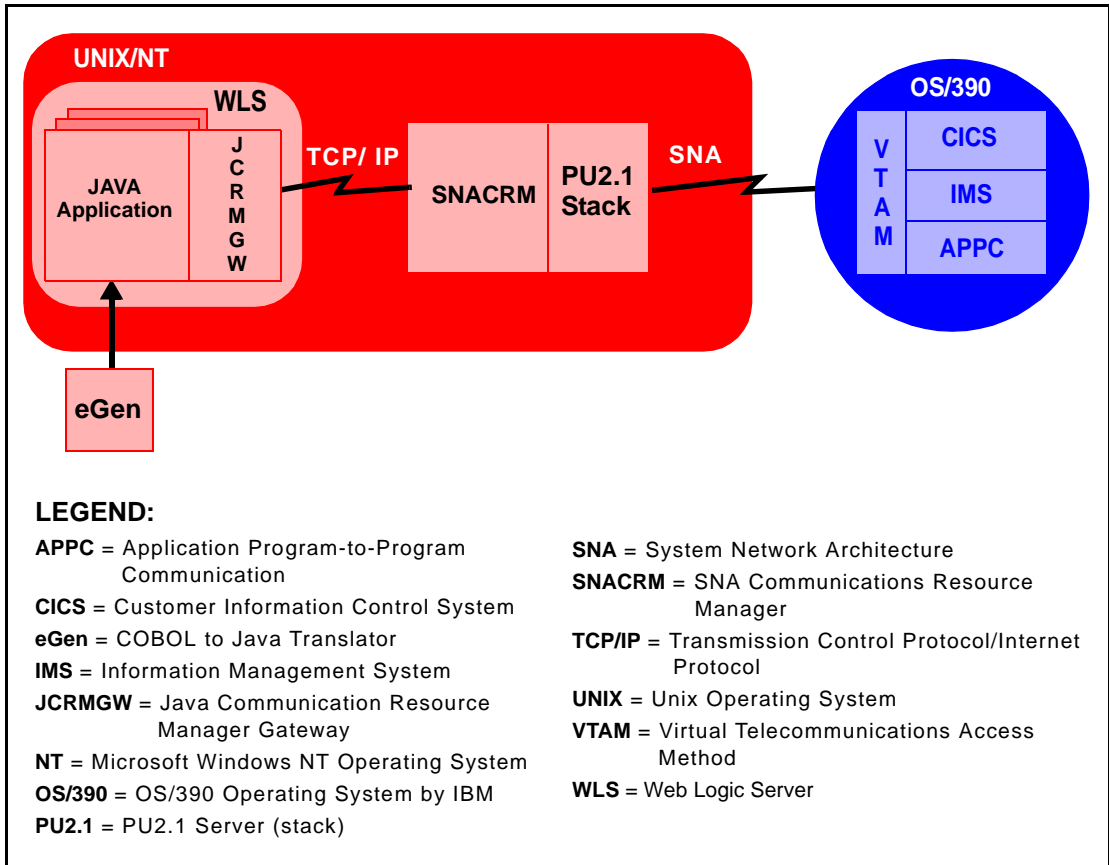 UNIX/NT
WLS
JAVA
Application
J
C
R
M
G
W
TCP/ IP
SNACRM
PU2.1
Stack
SNA
OS/390
V
T
A
M
CICS
IMS
APPC
eGen
LEGEND:
APPC = Application Program-to-Program
Communication
CICS = Customer Information Control System
eGen = COBOL to Java Translator
IMS = Information Management System
JCRMGW = Java Communication Resource
Manager Gateway
NT = Microsoft Windows NT Operating System
OS/390 = OS/390 Operating System by IBM
PU2.1 = PU2.1 Server (stack)
SNA = System Network Architecture
SNACRM = SNA Communications Resource
Manager
TCP/IP = Transmission Control Protocol/Internet
Protocol
UNIX = Unix Operating System
VTAM = Virtual Telecommunications Access
Method
WLS = Web Logic Server